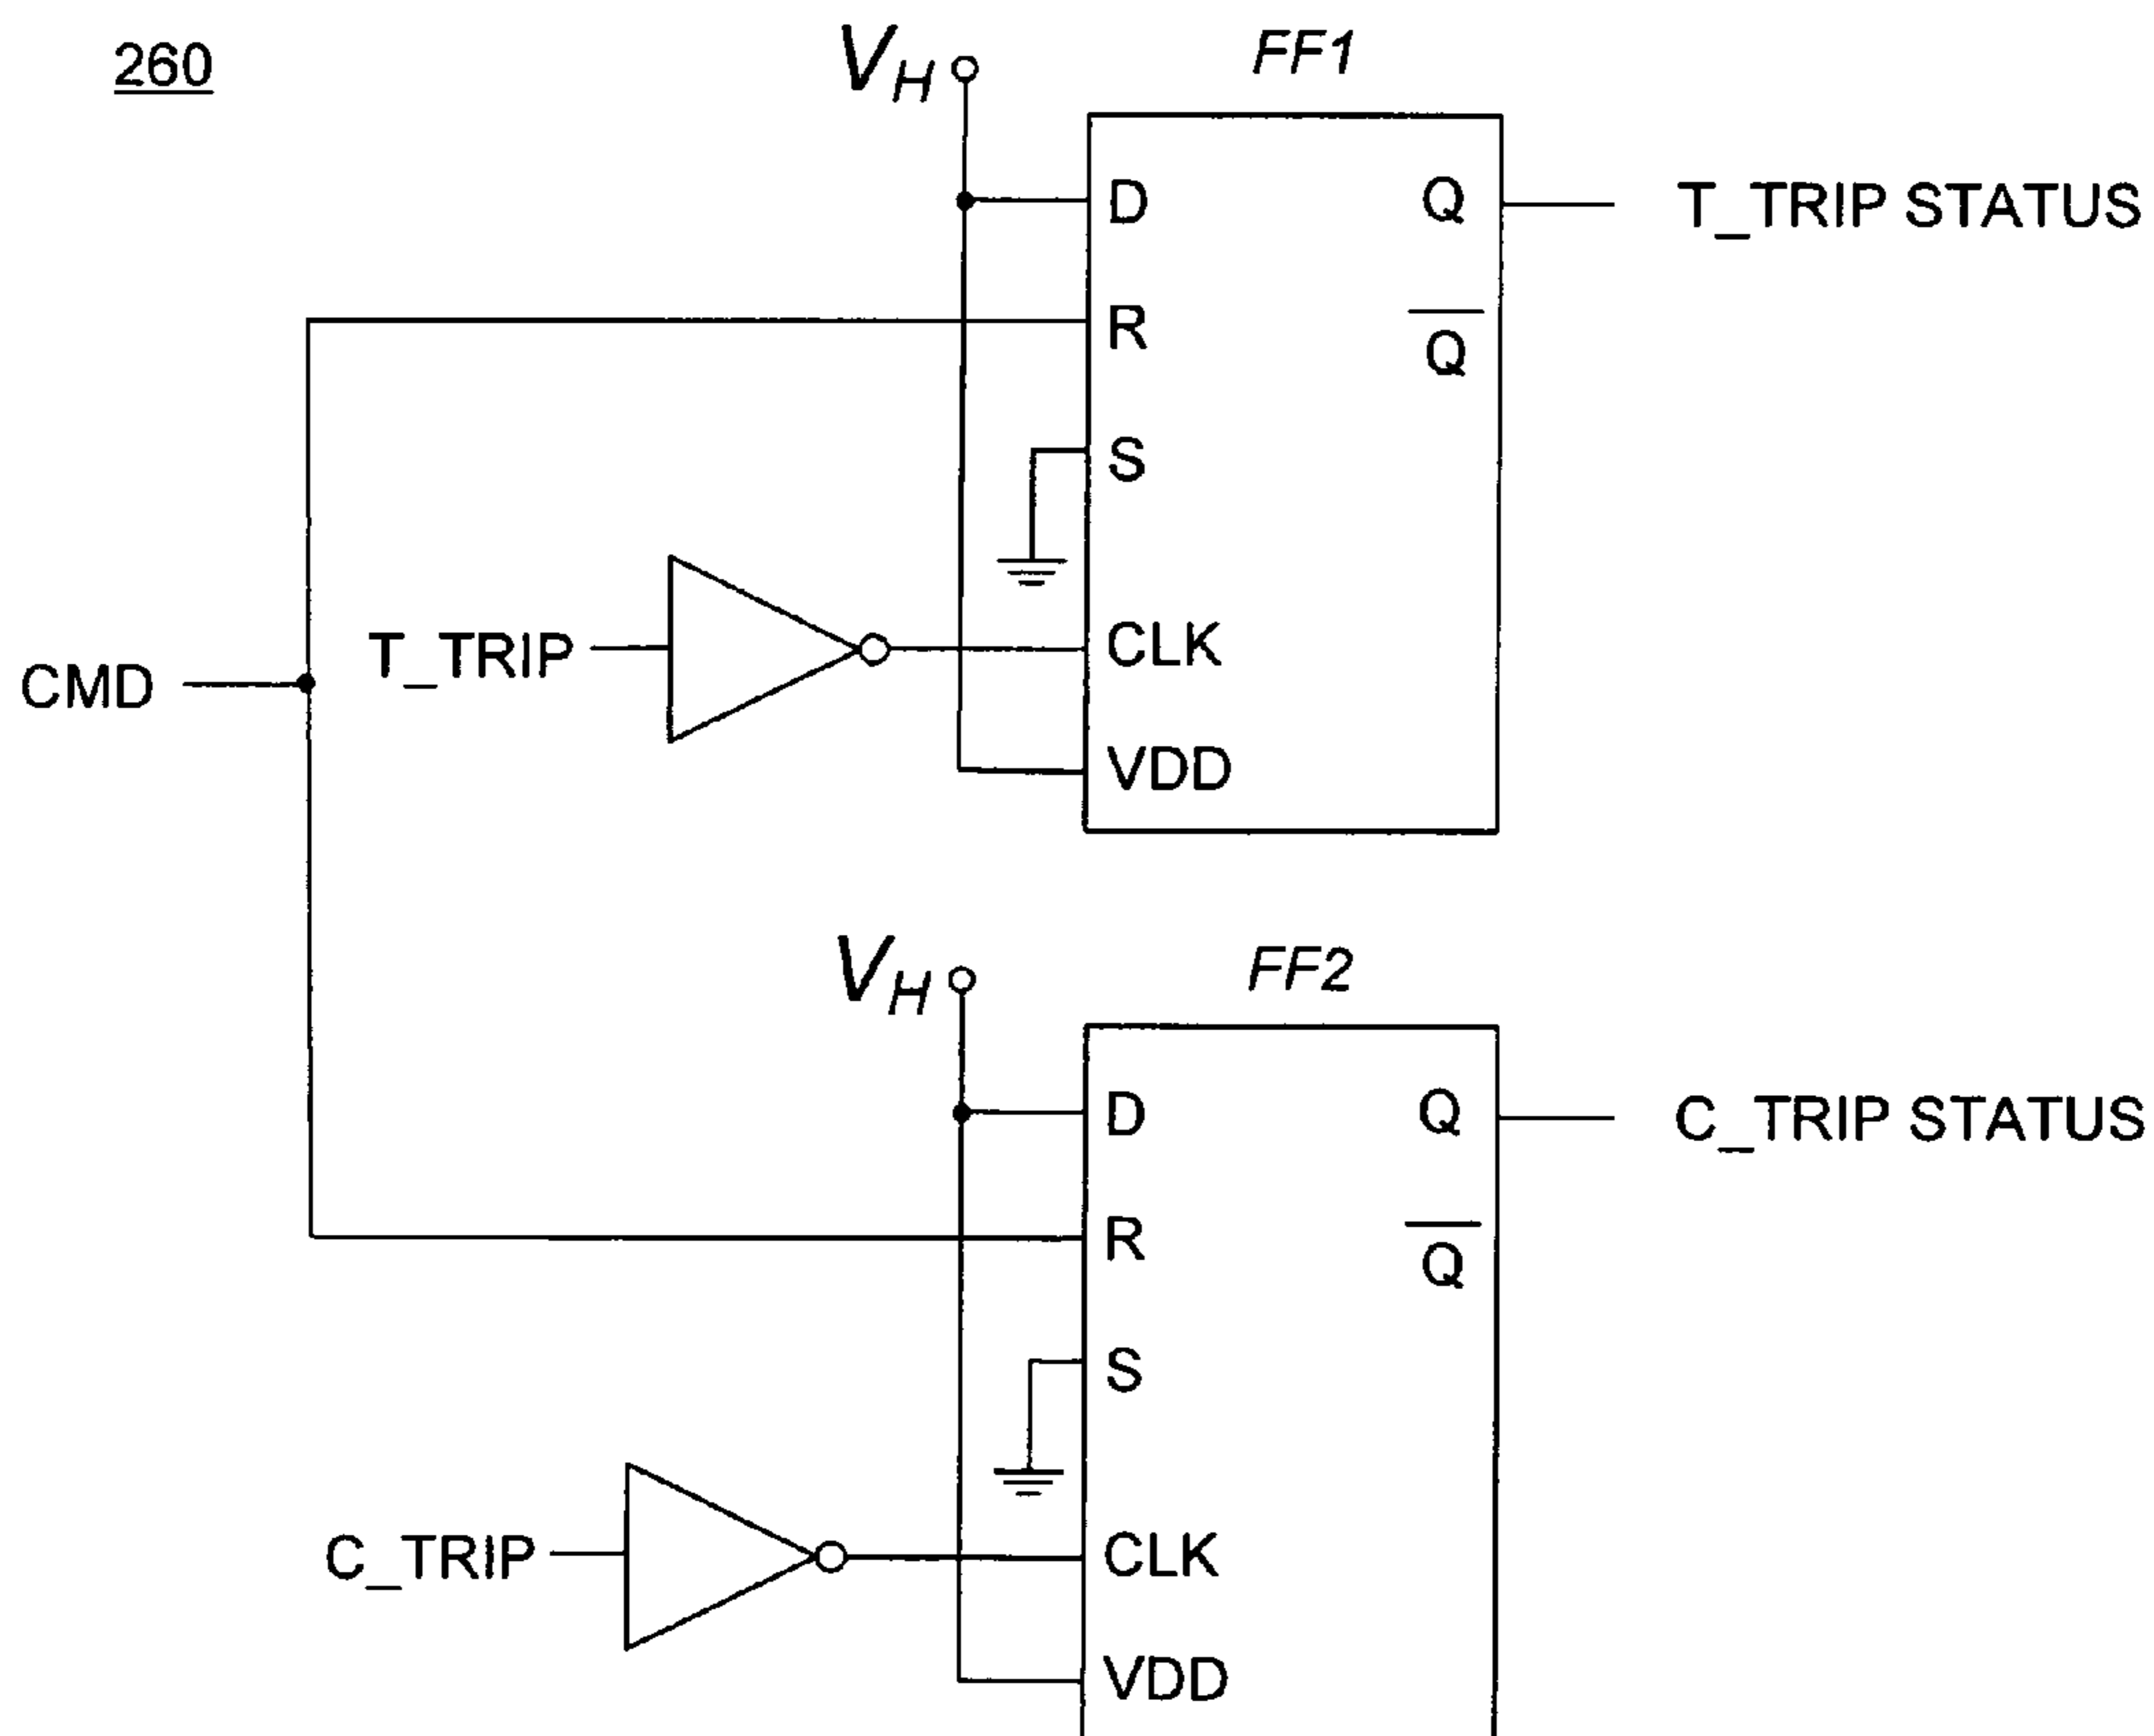 260
V_H
FF1
D
Q
T_TRIP STATUS
R
Q̅
S
T_TRIP
CLK
CMD
VDD
V_H
FF2
D
Q
C_TRIP STATUS
R
Q̅
S
C_TRIP
CLK
VDD